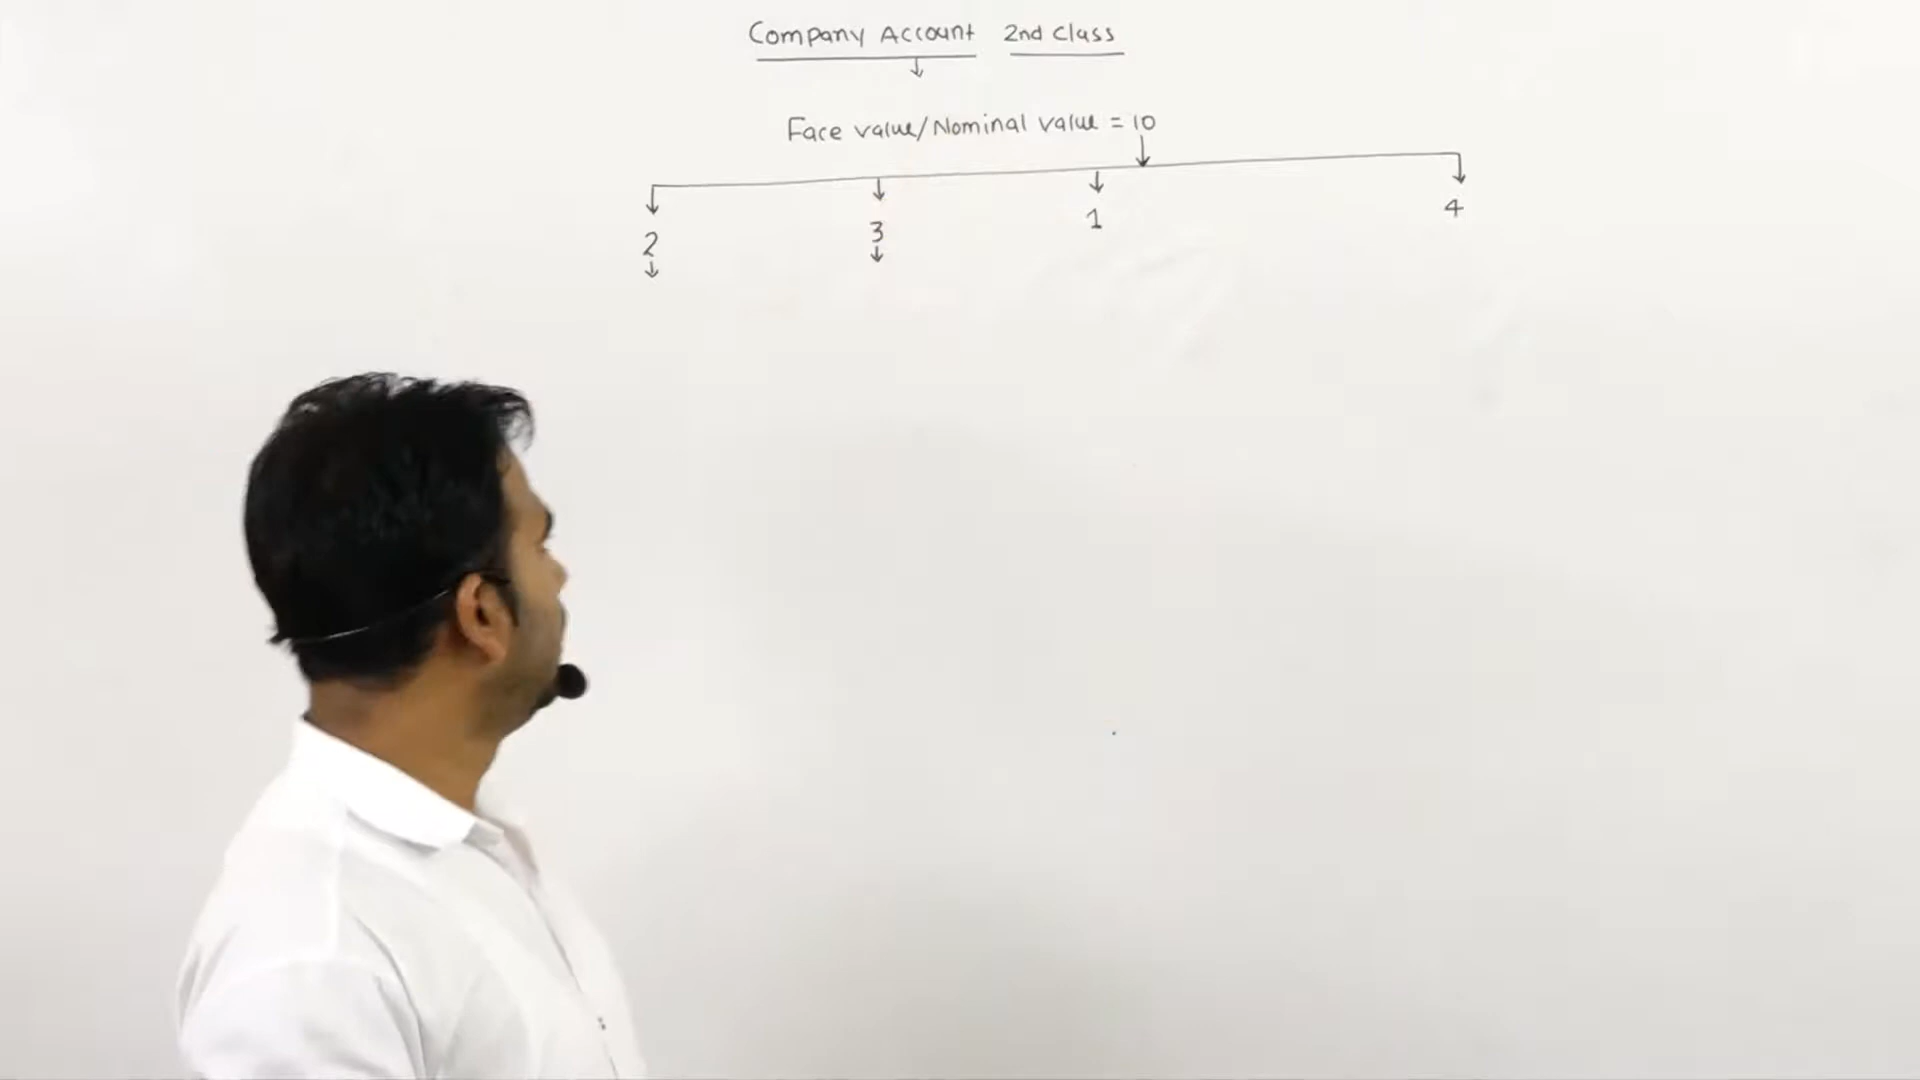 Company Account 2nd Class
Face value/Nominal value = 10
2 3 1 4